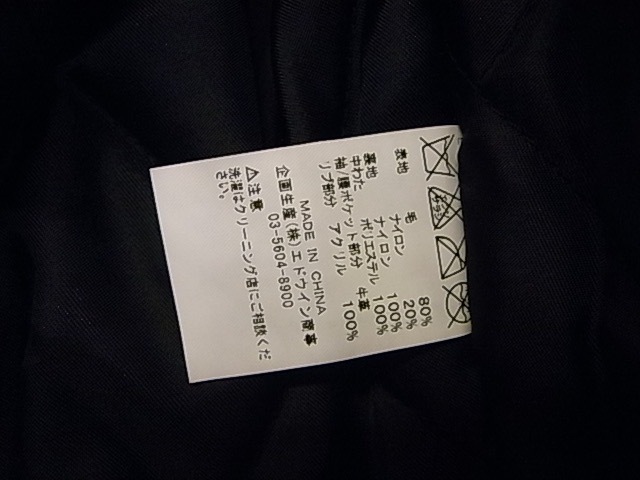 表地 毛 80%
ナイロン 20%
裏地 ナイロン 100%
中わた ポリエステル 100%
袖/腰ポケット部分 牛革
リブ部分 アクリル 100%
MADE IN CHINA
企画生産(株)エドウイン商事
03-5604-8900
⚠注意
洗濯はクリーニング店にご相談くだ
さい。